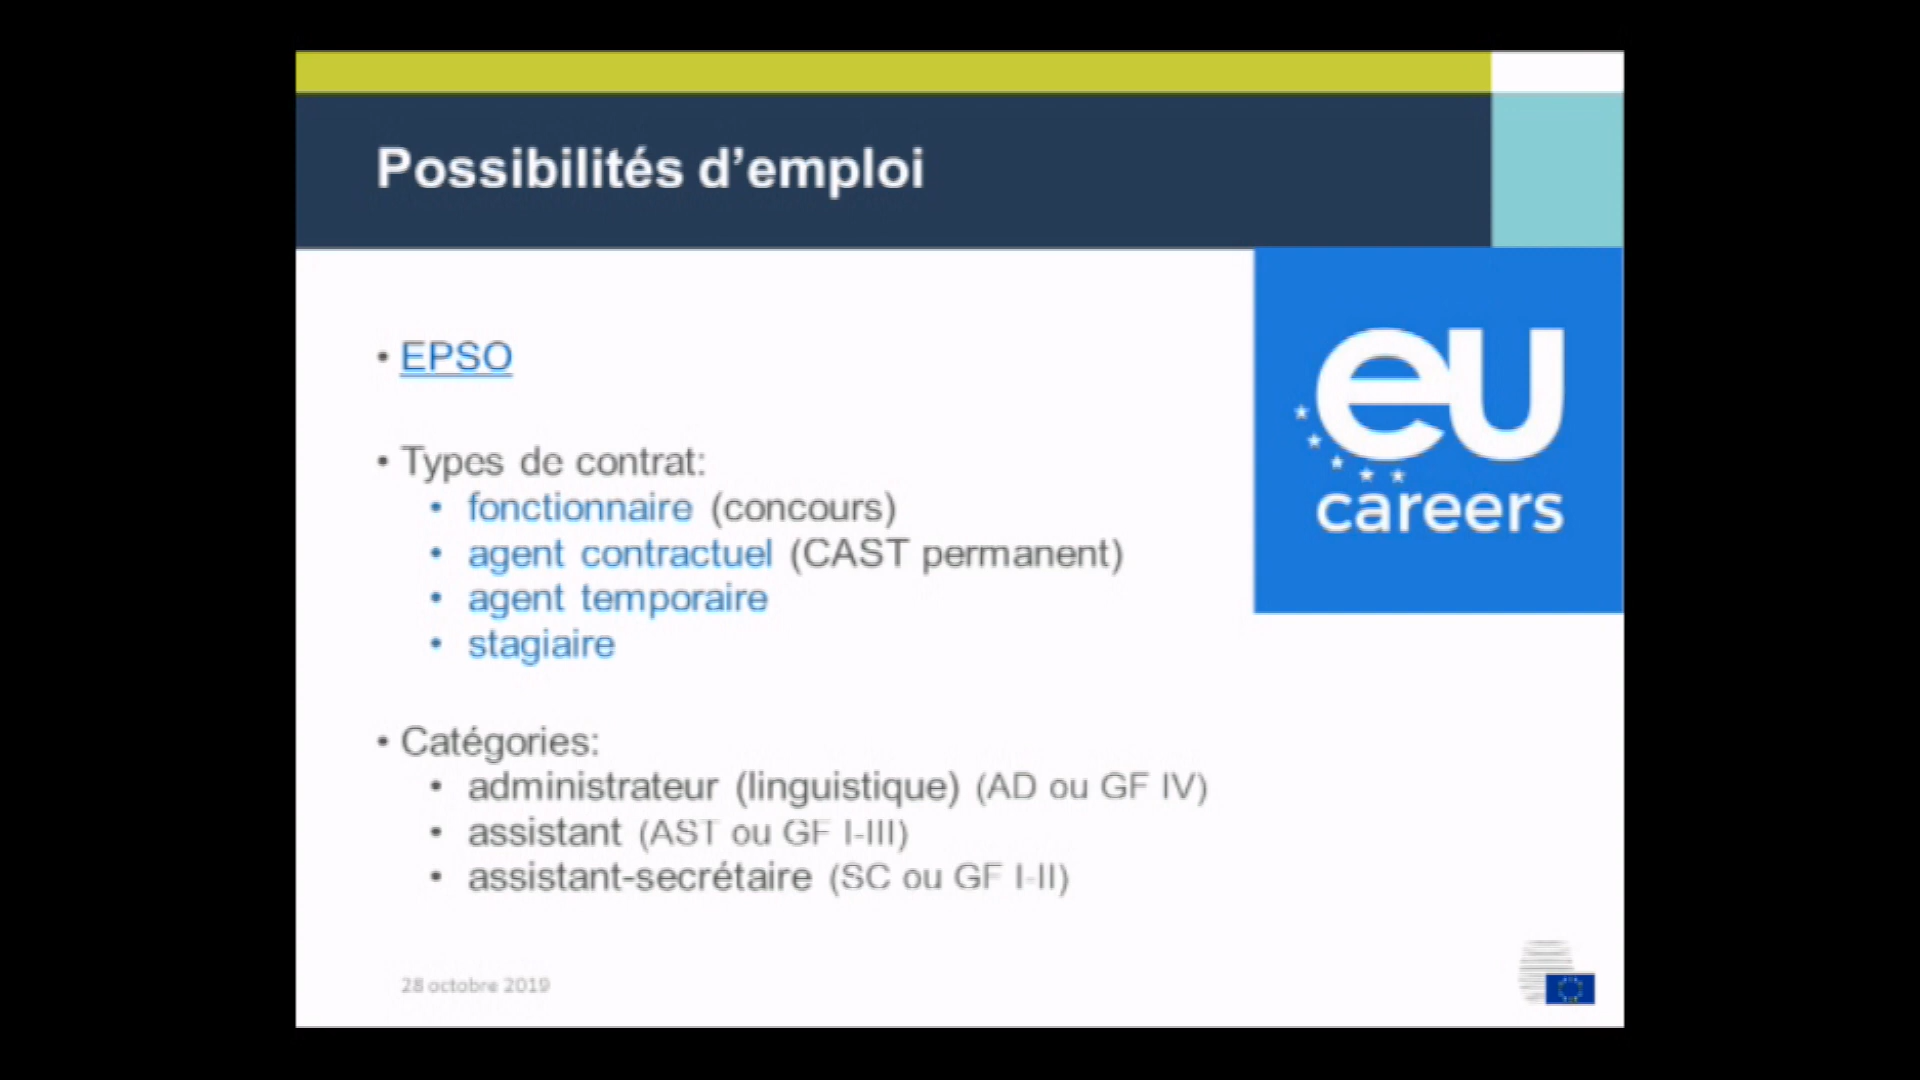 Possibilités d’emploi
eu
careers
• EPSO
• Types de contrat:
• fonctionnaire (concours)
• agent contractuel (CAST permanent)
• agent temporaire
• stagiaire
• Catégories:
• administrateur (linguistique) (AD ou GF IV)
• assistant (AST ou GF I-III)
• assistant-secrétaire (SC ou GF I-II)
28 octobre 2019